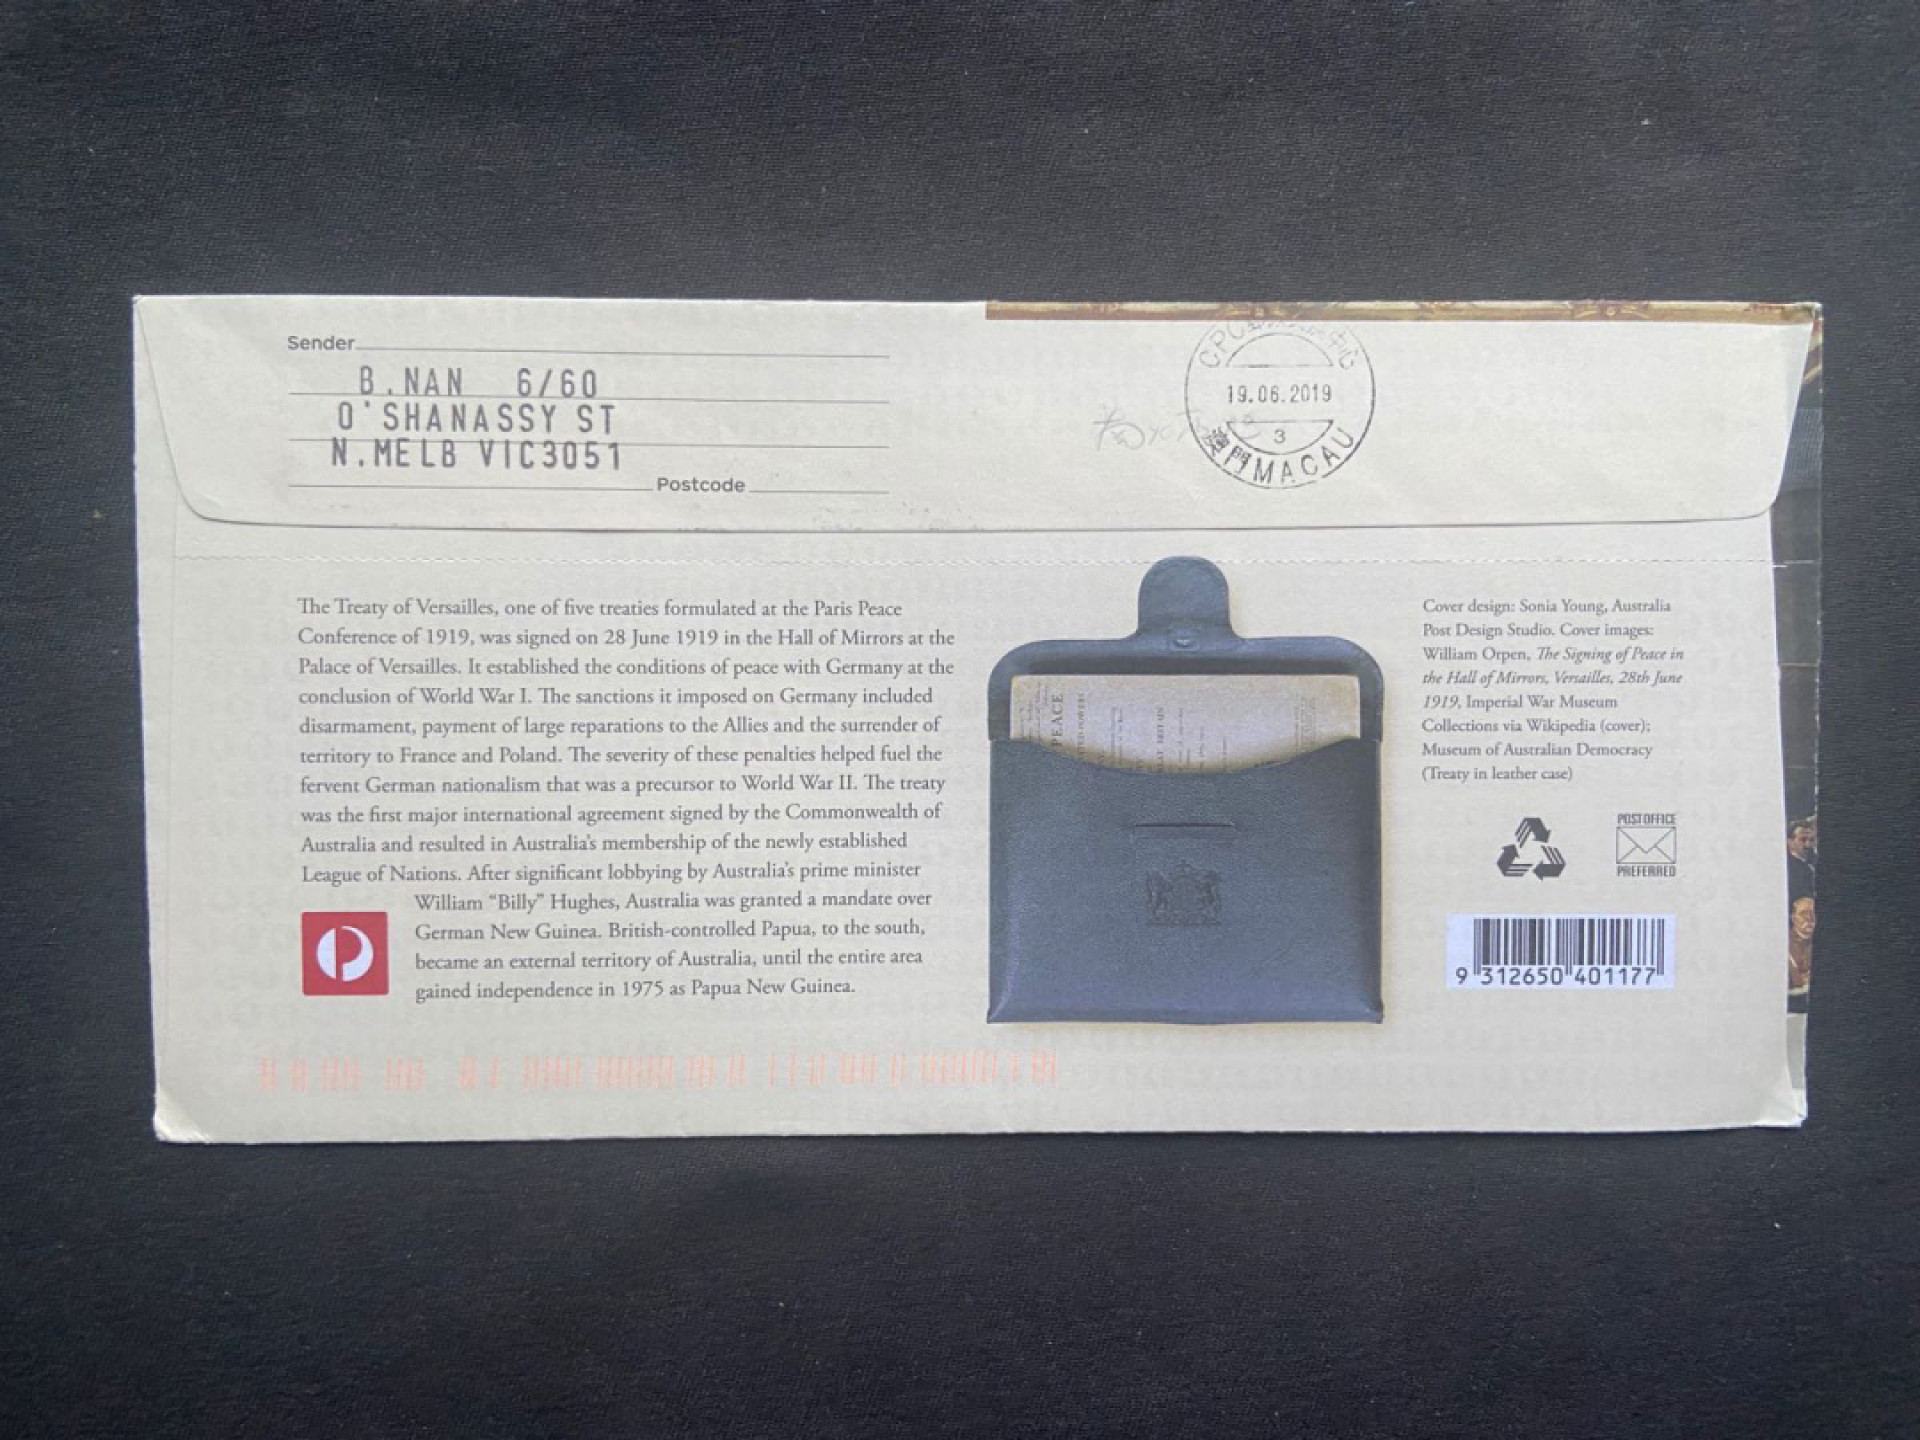 Sender
B.NAN 6/60
O'SHANASSY ST
N.MELB VIC3051
Postcode
CPC
中心
19.06.2019
3
澳門MACAU
The Treaty of Versailles, one of five treaties formulated at the Paris Peace
Conference of 1919, was signed on 28 June 1919 in the Hall of Mirrors at the
Palace of Versailles. It established the conditions of peace with Germany at the
conclusion of World War I. The sanctions it imposed on Germany included
disarmament, payment of large reparations to the Allies and the surrender of
territory to France and Poland. The severity of these penalties helped fuel the
fervent German nationalism that was a precursor to World War II. The treaty
was the first major international agreement signed by the Commonwealth of
Australia and resulted in Australia's membership of the newly established
League of Nations. After significant lobbying by Australia's prime minister
William “Billy” Hughes, Australia was granted a mandate over
German New Guinea. British-controlled Papua, to the south,
became an external territory of Australia, until the entire area
gained independence in 1975 as Papua New Guinea.
PEACE
Cover design: Sonia Young, Australia
Post Design Studio. Cover images:
William Orpen, The Signing of Peace in
the Hall of Mirrors, Versailles, 28th June
1919, Imperial War Museum
Collections via Wikipedia (cover);
Museum of Australian Democracy
(Treaty in leather case)
POST OFFICE
PREFERRED
9 312650 401177